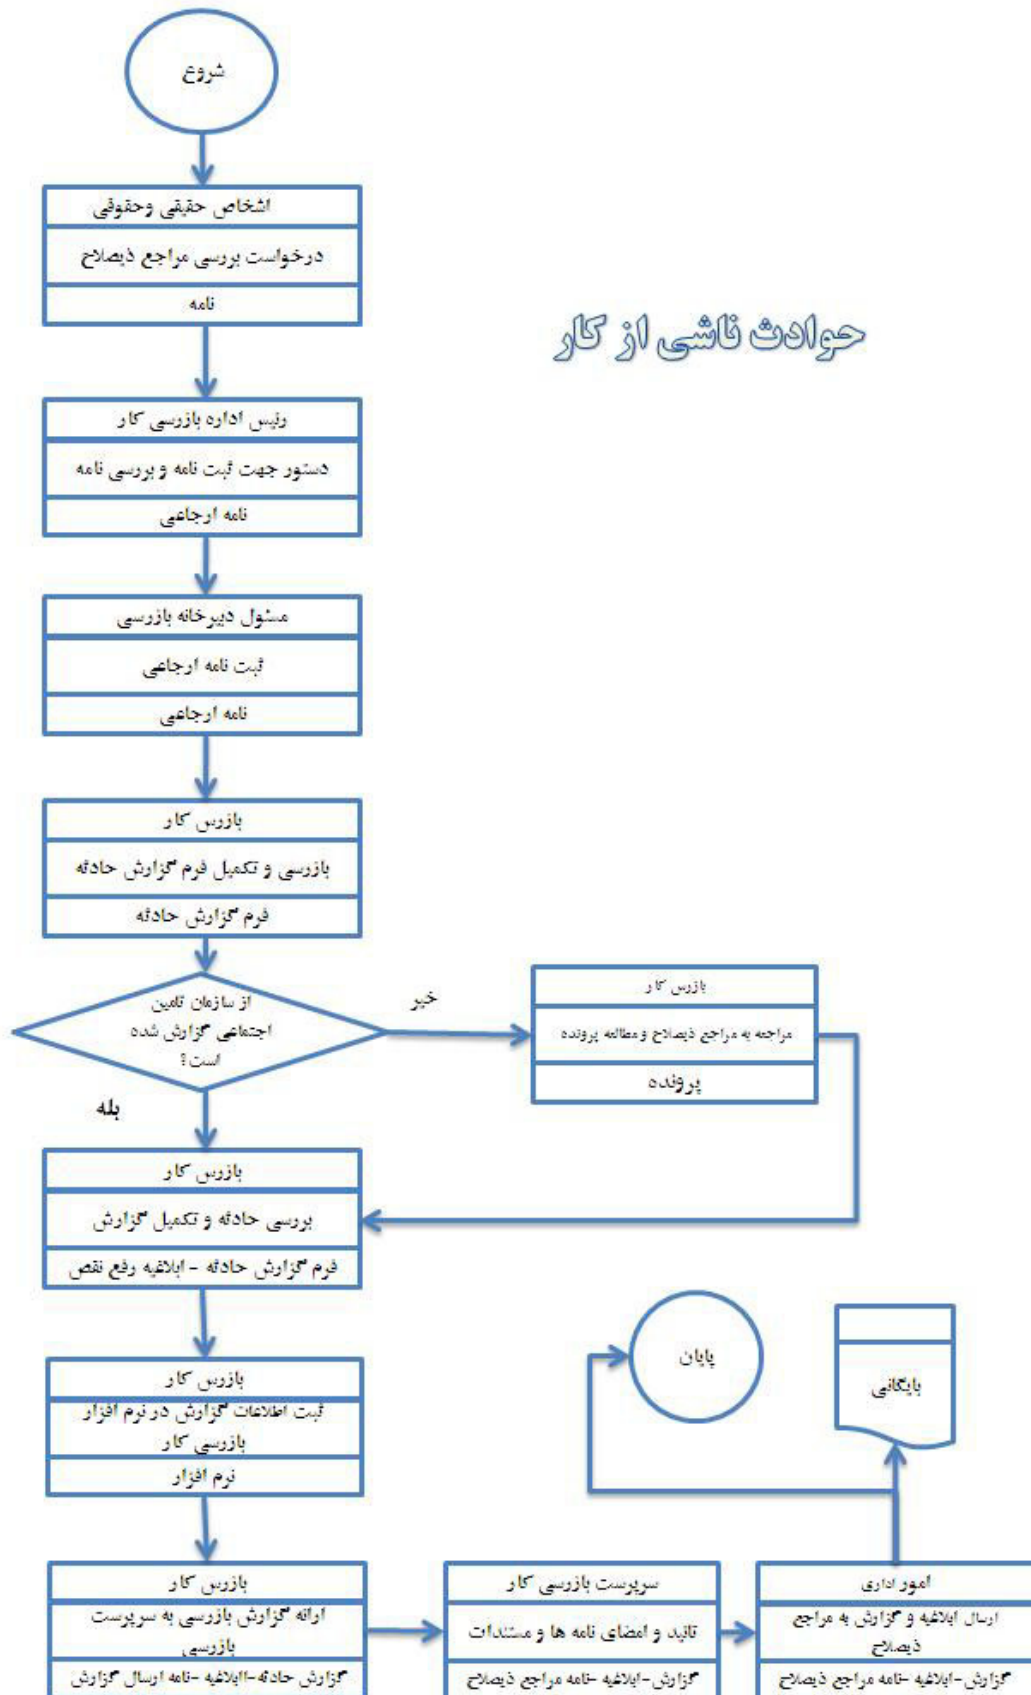 شروع
اشخاص حقیقی وحقوقی
درخواست بررسی مراجع ذیصلاح
نامه
حوادث ناشی از کار
رئیس اداره بازرسی کار
دستور جهت ثبت نامه و بررسی نامه
نامه ارجاعی
مسئول دبیرخانه بازرسی
ثبت نامه ارجاعی
نامه ارجاعی
بازرس کار
بازرسی و تکمیل فرم گزارش حادثه
فرم گزارش حادثه
از سازمان تامین
اجتماعی گزارش شده
است؟
خیر
بازرس کار
مراجعه به مراجع ذیصلاح و مطالعه پرونده
پرونده
بله
بازرس کار
بررسی حادثه و تکمیل گزارش
فرم گزارش حادثه - ابلاغیه رفع نقص
بازرس کار
ثبت اطلاعات گزارش در نرم افزار
بازرسی کار
نرم افزار
پایان
بایگانی
بازرس کار
ارائه گزارش بازرسی به سرپرست
بازرسی
گزارش حادثه-اابلاغیه -نامه ارسال گزارش
سرپرست بازرسی کار
تائید و امضای نامه ها و مستندات
گزارش-ابلاغیه -نامه مراجع ذیصلاح
امور اداری
ارسال ابلاغیه و گزارش به مراجع
ذیصلاح
گزارش-ابلاغیه -نامه مراجع ذیصلاح